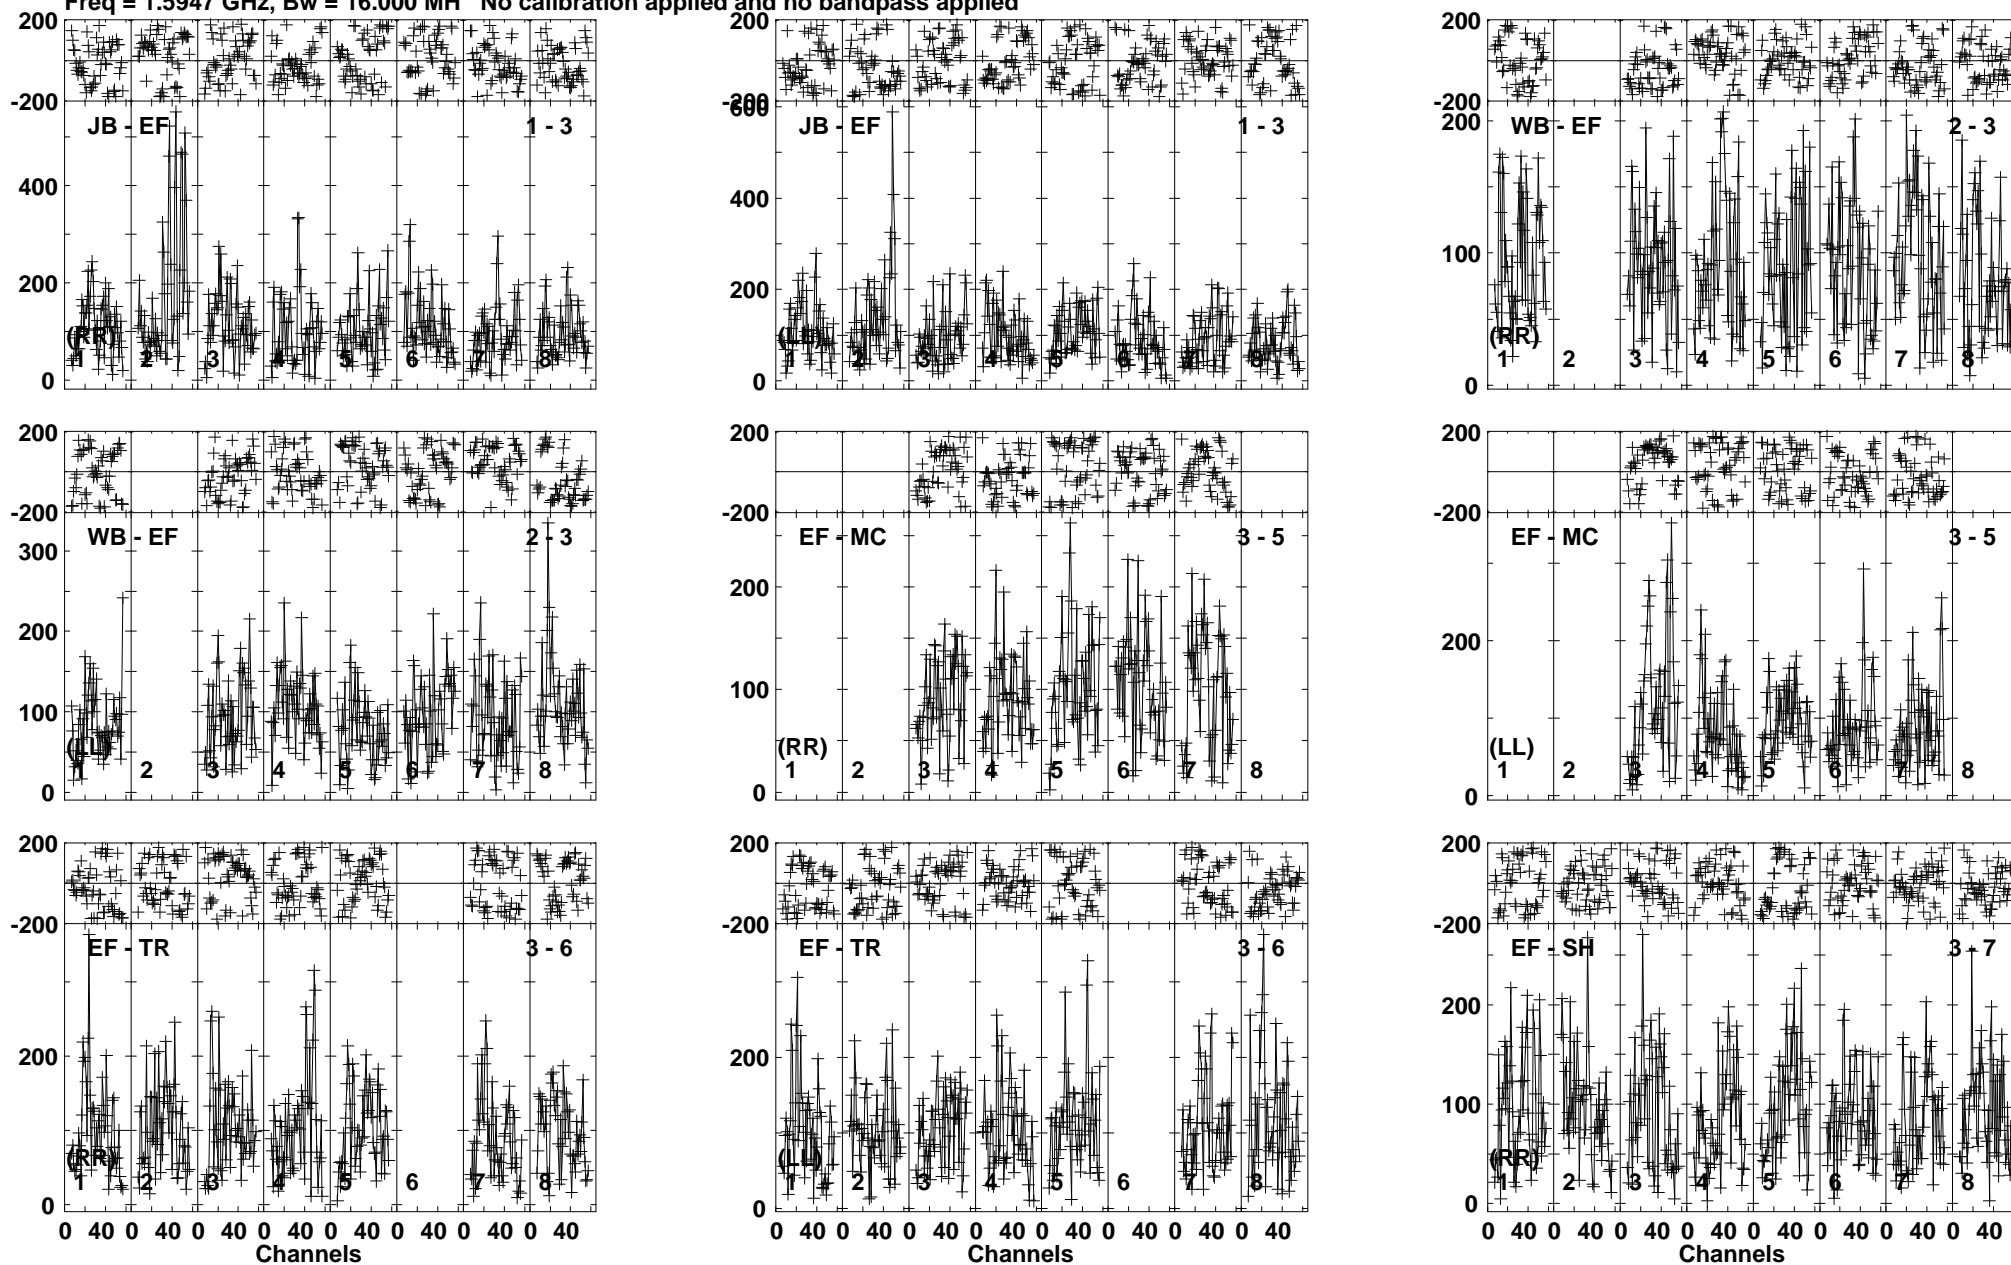 Freq = 1.5947 GHz, Bw = 16.000 MH No calibration applied and no bandpass applied
200 200 200
-200 -200 -200
JB - EF 1 - 3 JB - EF 1 - 3 WB - EF 2 - 3
600 200
400 400
200 200 100
(RR) (LL) (RR)
1 2 3 4 5 6 7 8 1 2 3 4 5 6 7 8 1 2 3 4 5 6 7 8
0 0 0
200 200 200
-200 -200 -200
WB - EF 2 - 3 EF - MC 3 - 5 EF - MC 3 - 5
300
200 200 200
100 100
(LL) (RR) (LL)
1 2 3 4 5 6 7 8 1 2 3 4 5 6 7 8 1 2 3 4 5 6 7 8
0 0 0
200 200 200
-200 -200 -200
EF - TR 3 - 6 EF - TR 3 - 6 EF - SH 3 - 7
200 200 200
100
(RR) (LL) (RR)
1 2 3 4 5 6 7 8 1 2 3 4 5 6 7 8 1 2 3 4 5 6 7 8
0 0 0
0 40 0 40 0 40 0 40 0 40 0 40 0 40 0 40 0 40 0 40 0 40 0 40 0 40 0 40 0 40 0 40 0 40 0 40 0 40 0 40 0 40 0 40 0 40 0 40
Channels Channels Channels